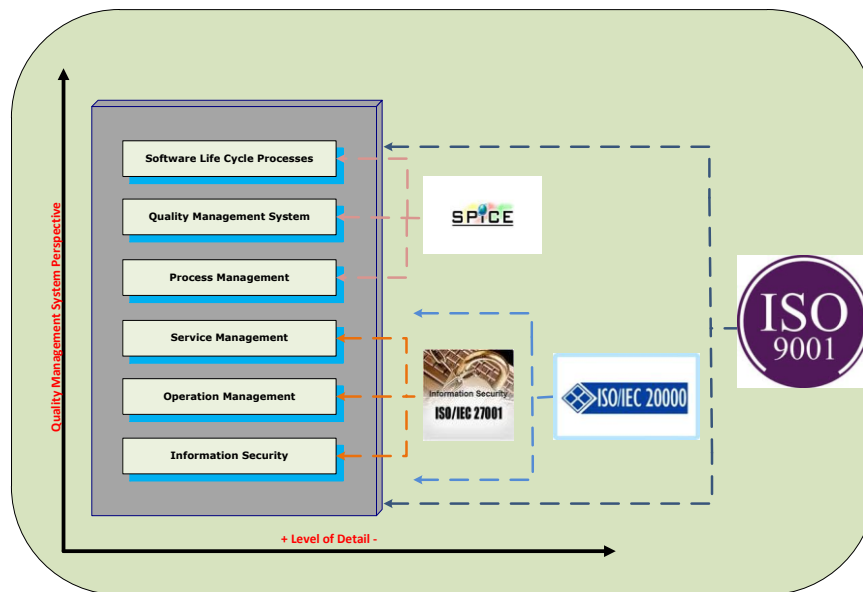 Quality Management System Perspective
Software Life Cycle Processes
Quality Management System
Process Management
Service Management
Operation Management
Information Security
SPiCE
Information Security
ISO/IEC 27001
ISO/IEC 20000
ISO
9001
+ Level of Detail -